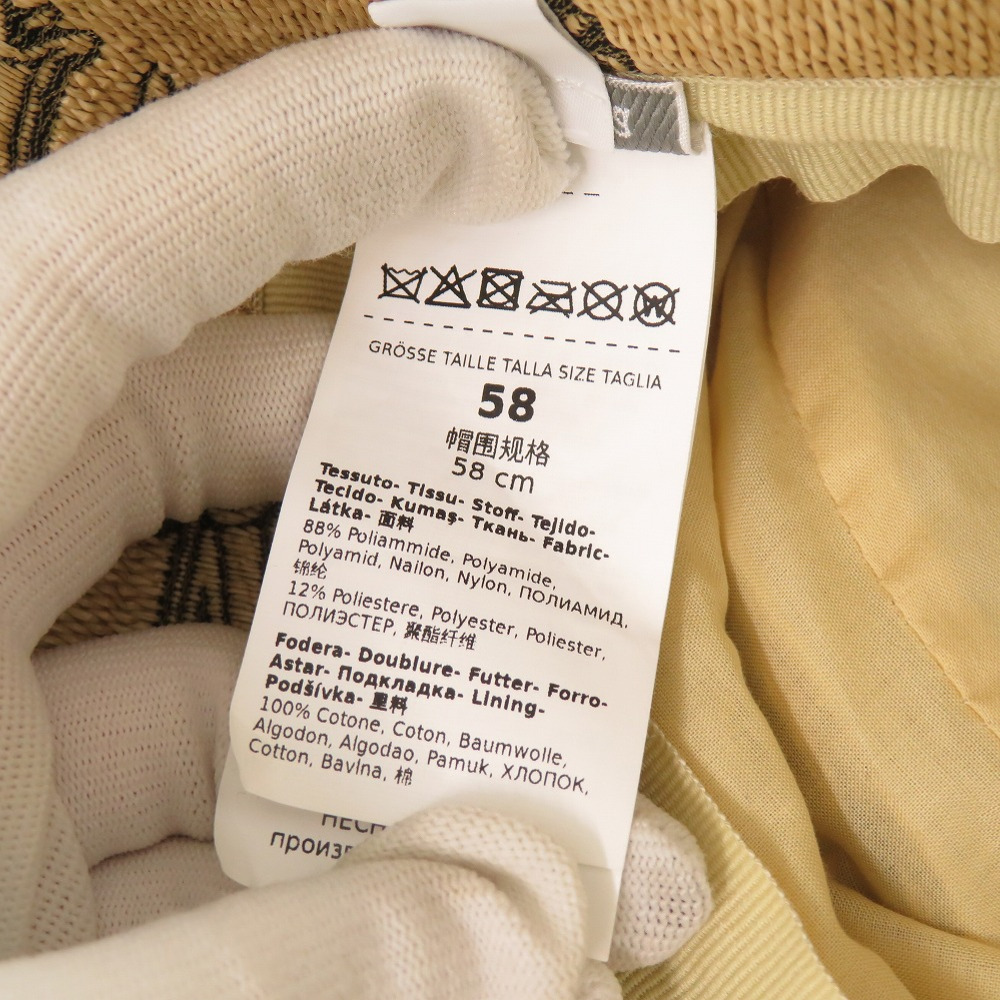 GRÖSSE TAILLE TALLA SIZE TAGLIA
58
帽围规格
58 cm
Tessuto- Tissu- Stoff- Tejido-
Tecido- Kumaş- Ткань- Fabric-
Látka- 面料
88% Poliammide, Polyamide,
Polyamid, Nailon, Nylon, ПОЛИАМИД,
锦纶
12% Poliestere, Polyester, Poliester,
ПОЛИЭСТЕР, 聚酯纤维
Fodera- Doublure- Futter- Forro-
Astar- Подкладка- Lining-
Podšívka- 里料
100% Cotone, Coton, Baumwolle,
Algodon, Algodao, Pamuk, ХЛОПОК,
Cotton, Bavlna, 棉